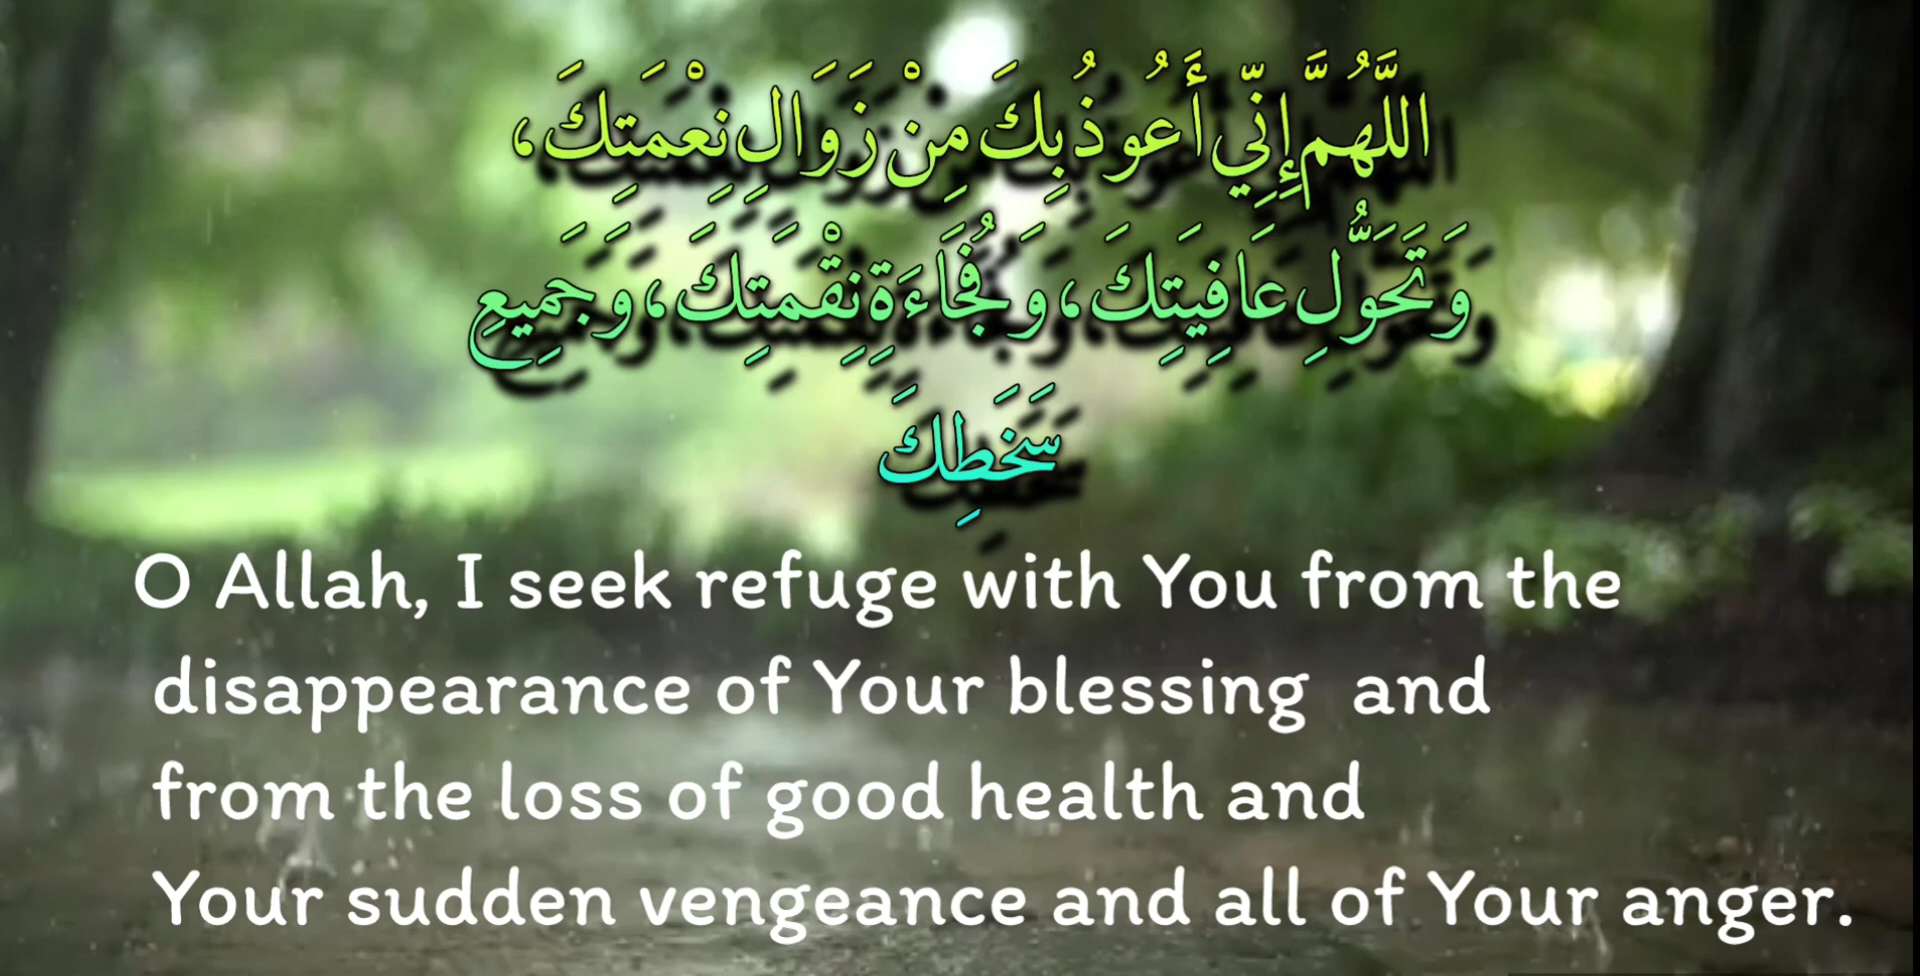 اللَّهُمَّ إِنِّي أَعُوذُ بِكَ مِنْ زَوَالِ نِعْمَتِكَ،
وَتَحَوُّلِ عَافِيَتِكَ، وَفُجَاءَةِ نِقْمَتِكَ، وَجَمِيعِ
سَخَطِكَ
O Allah, I seek refuge with You from the
disappearance of Your blessing and
from the loss of good health and
Your sudden vengeance and all of Your anger.